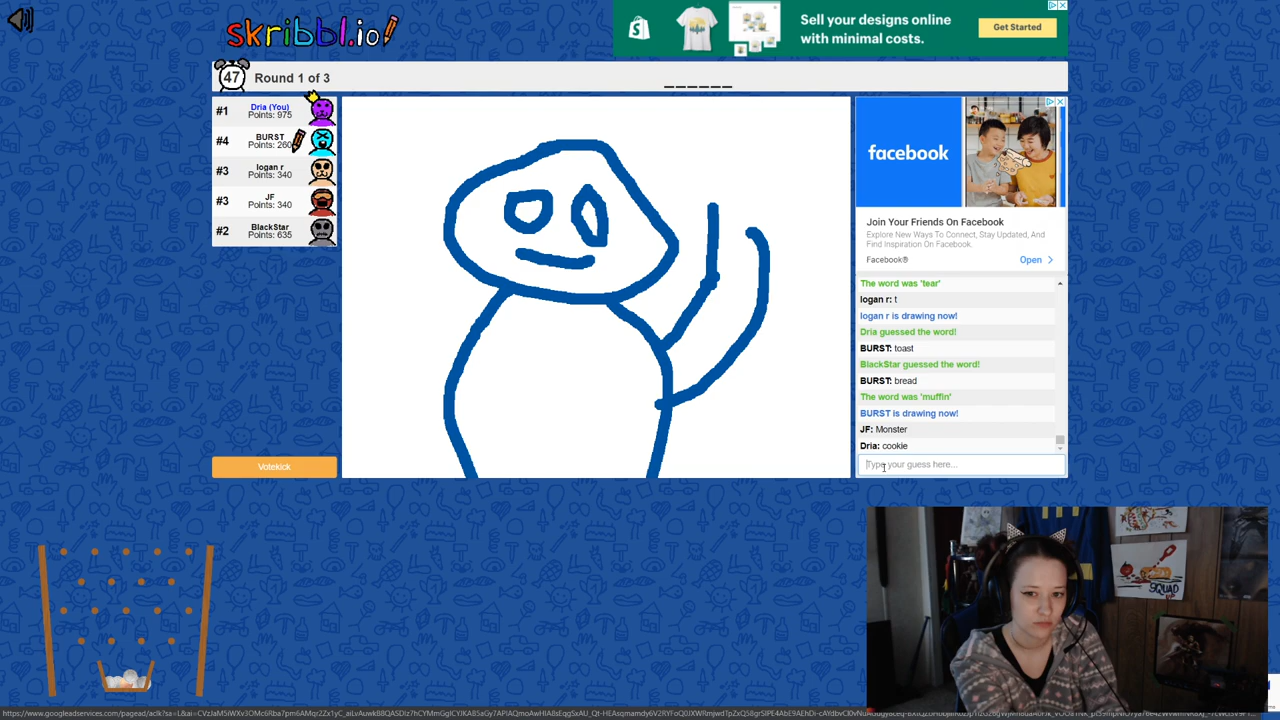 skribbl.io!
Sell your designs online
with minimal costs.
Get Started
47
Round 1 of 3
______
#1
Dria (You)
Points: 975
#4
BURST
Points: 260
#3
logan r
Points: 340
#3
JF
Points: 340
#2
BlackStar
Points: 635
Votekick
facebook
Join Your Friends On Facebook
Explore New Ways To Connect, Stay Updated, And
Find Inspiration On Facebook.
Facebook®
Open
The word was 'tear'
logan r: t
logan r is drawing now!
Dria guessed the word!
BURST: toast
BlackStar guessed the word!
BURST: bread
The word was 'muffin'
BURST is drawing now!
JF: Monster
Dria: cookie
Type your guess here...
SQUAD